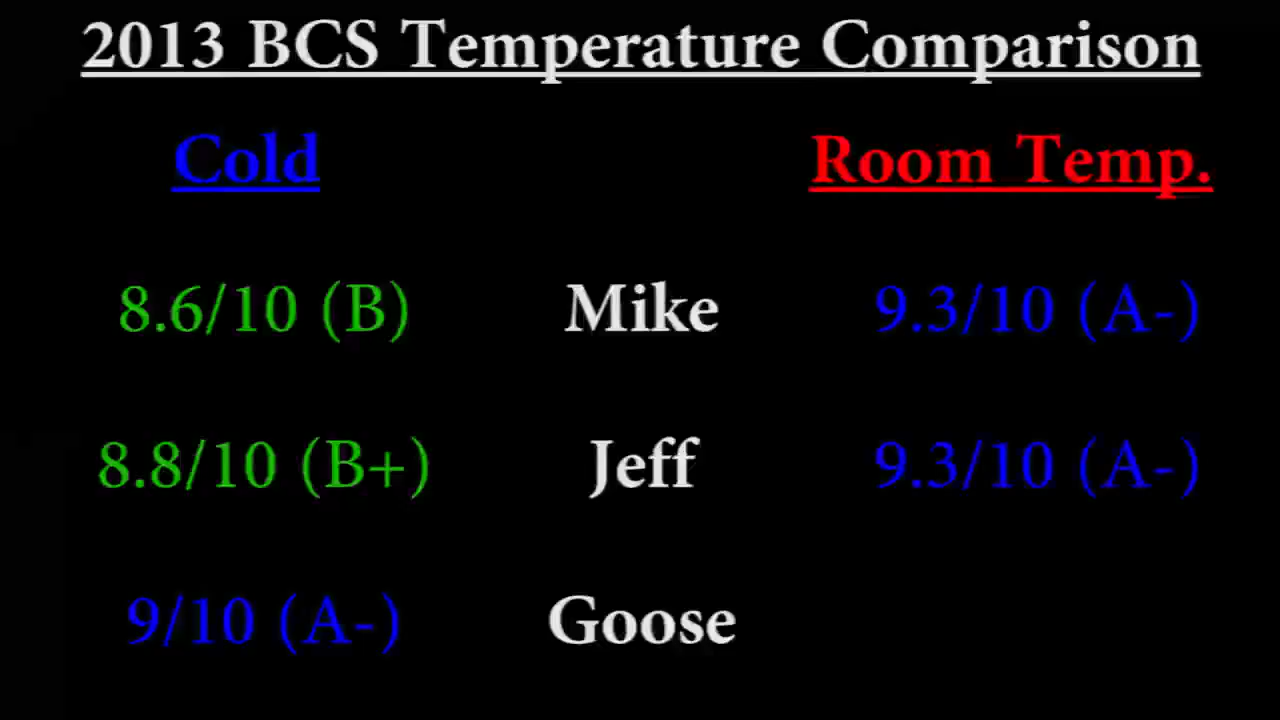 2013 BCS Temperature Comparison
Cold Room Temp.
8.6/10 (B) Mike 9.3/10 (A-)
8.8/10 (B+) Jeff 9.3/10 (A-)
9/10 (A-) Goose